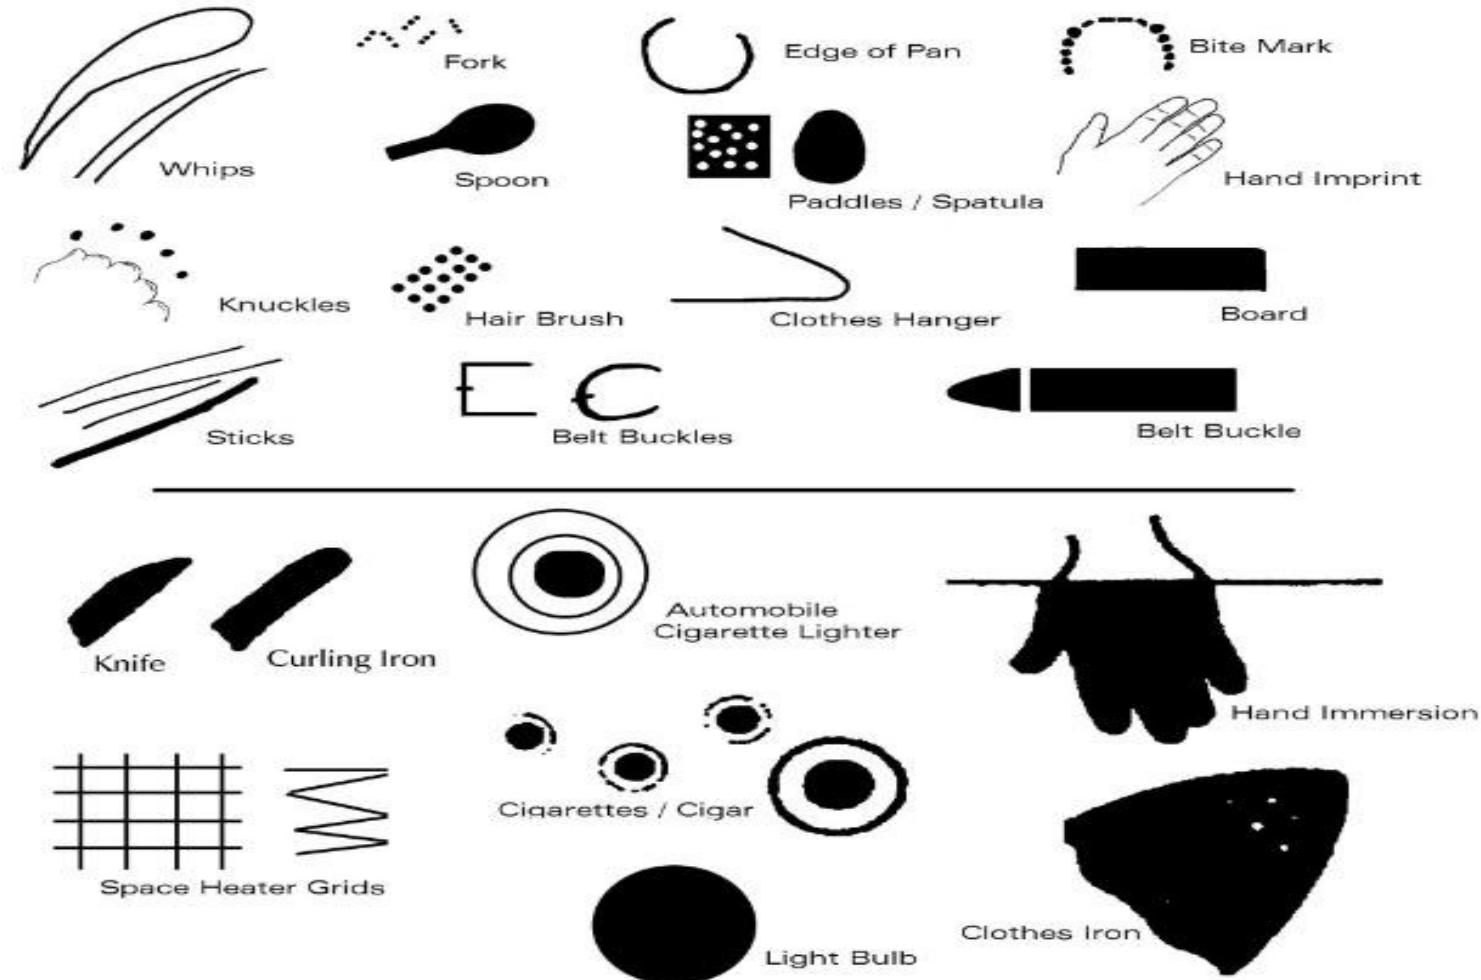 Fork
Edge of Pan
Bite Mark
Whips
Spoon
Paddles / Spatula
Hand Imprint
Knuckles
Hair Brush
Clothes Hanger
Board
Sticks
Belt Buckles
Belt Buckle
Knife
Curling Iron
Automobile
Cigarette Lighter
Hand Immersion
Cigarettes / Cigar
Space Heater Grids
Clothes Iron
Light Bulb